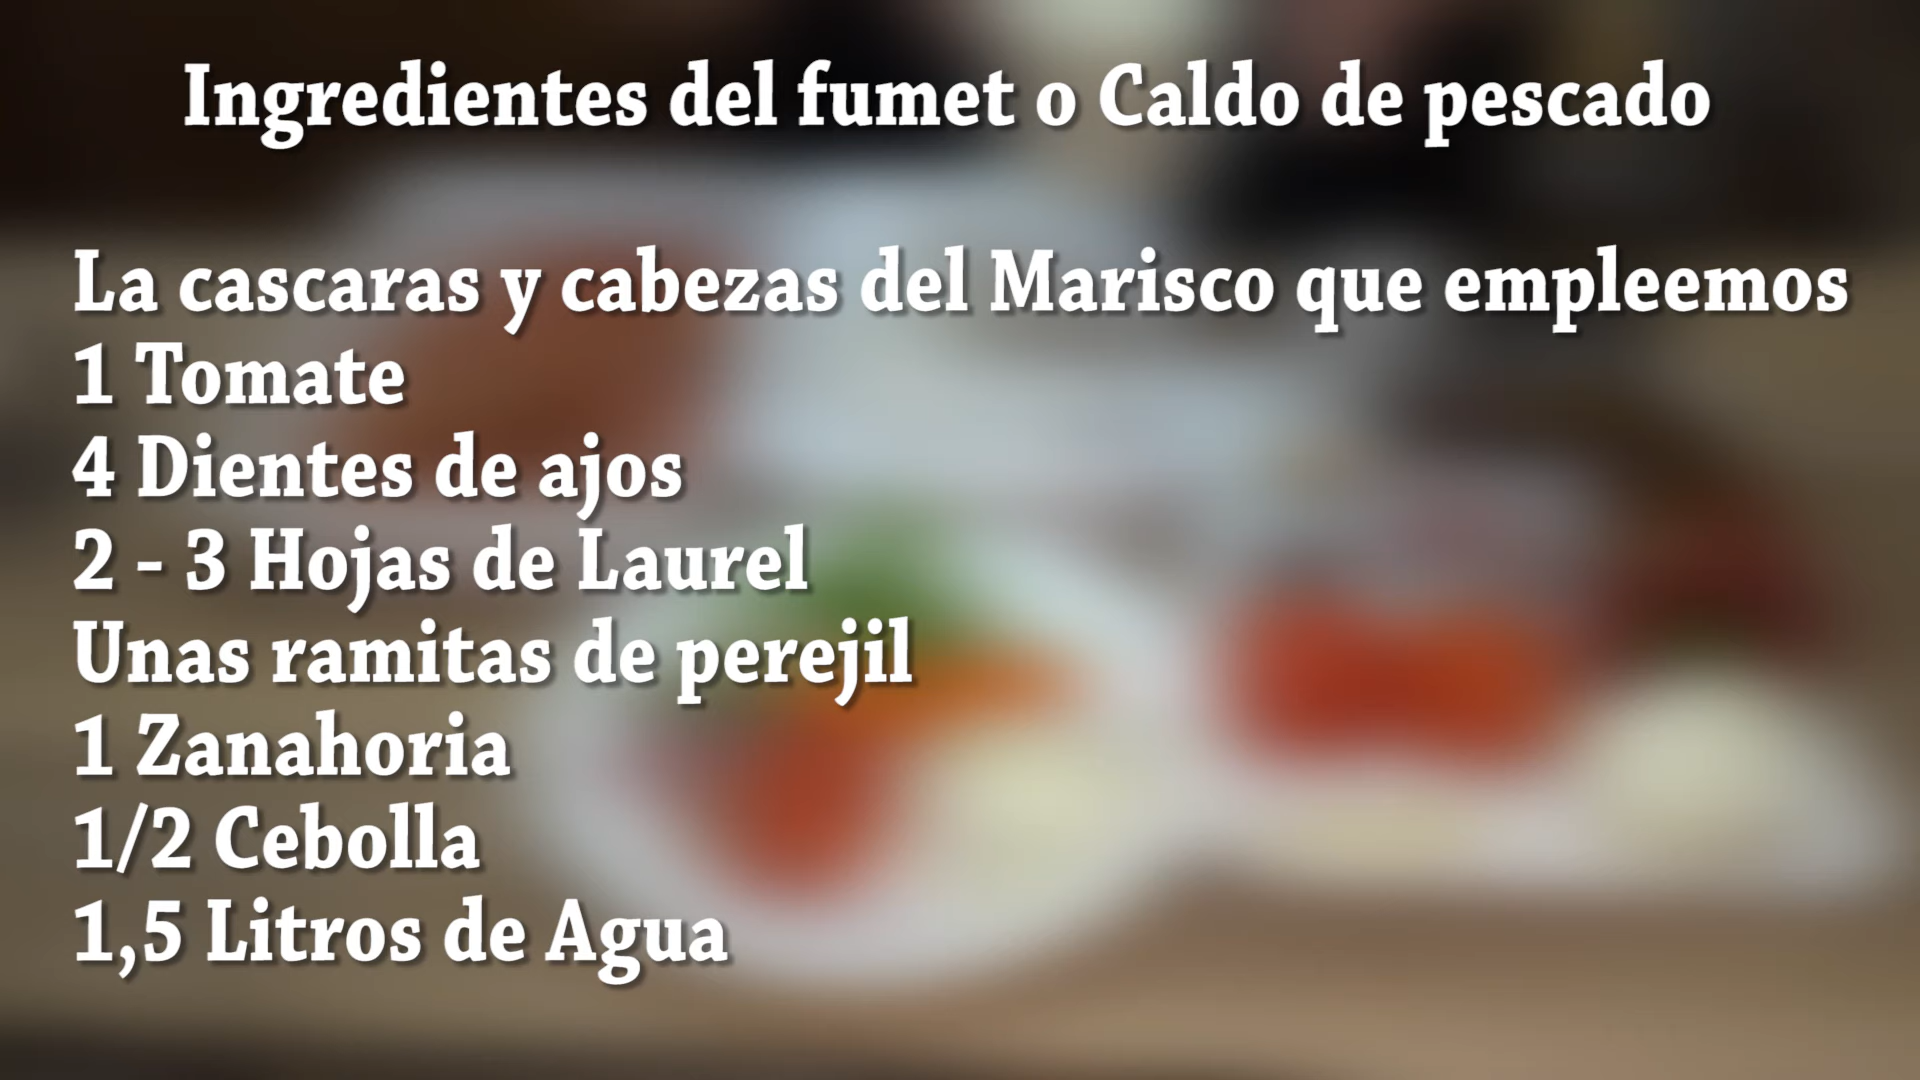 Ingredientes del fumet o Caldo de pescado
La cascaras y cabezas del Marisco que empleemos
1 Tomate
4 Dientes de ajos
2 - 3 Hojas de Laurel
Unas ramitas de perejil
1 Zanahoria
1/2 Cebolla
1,5 Litros de Agua